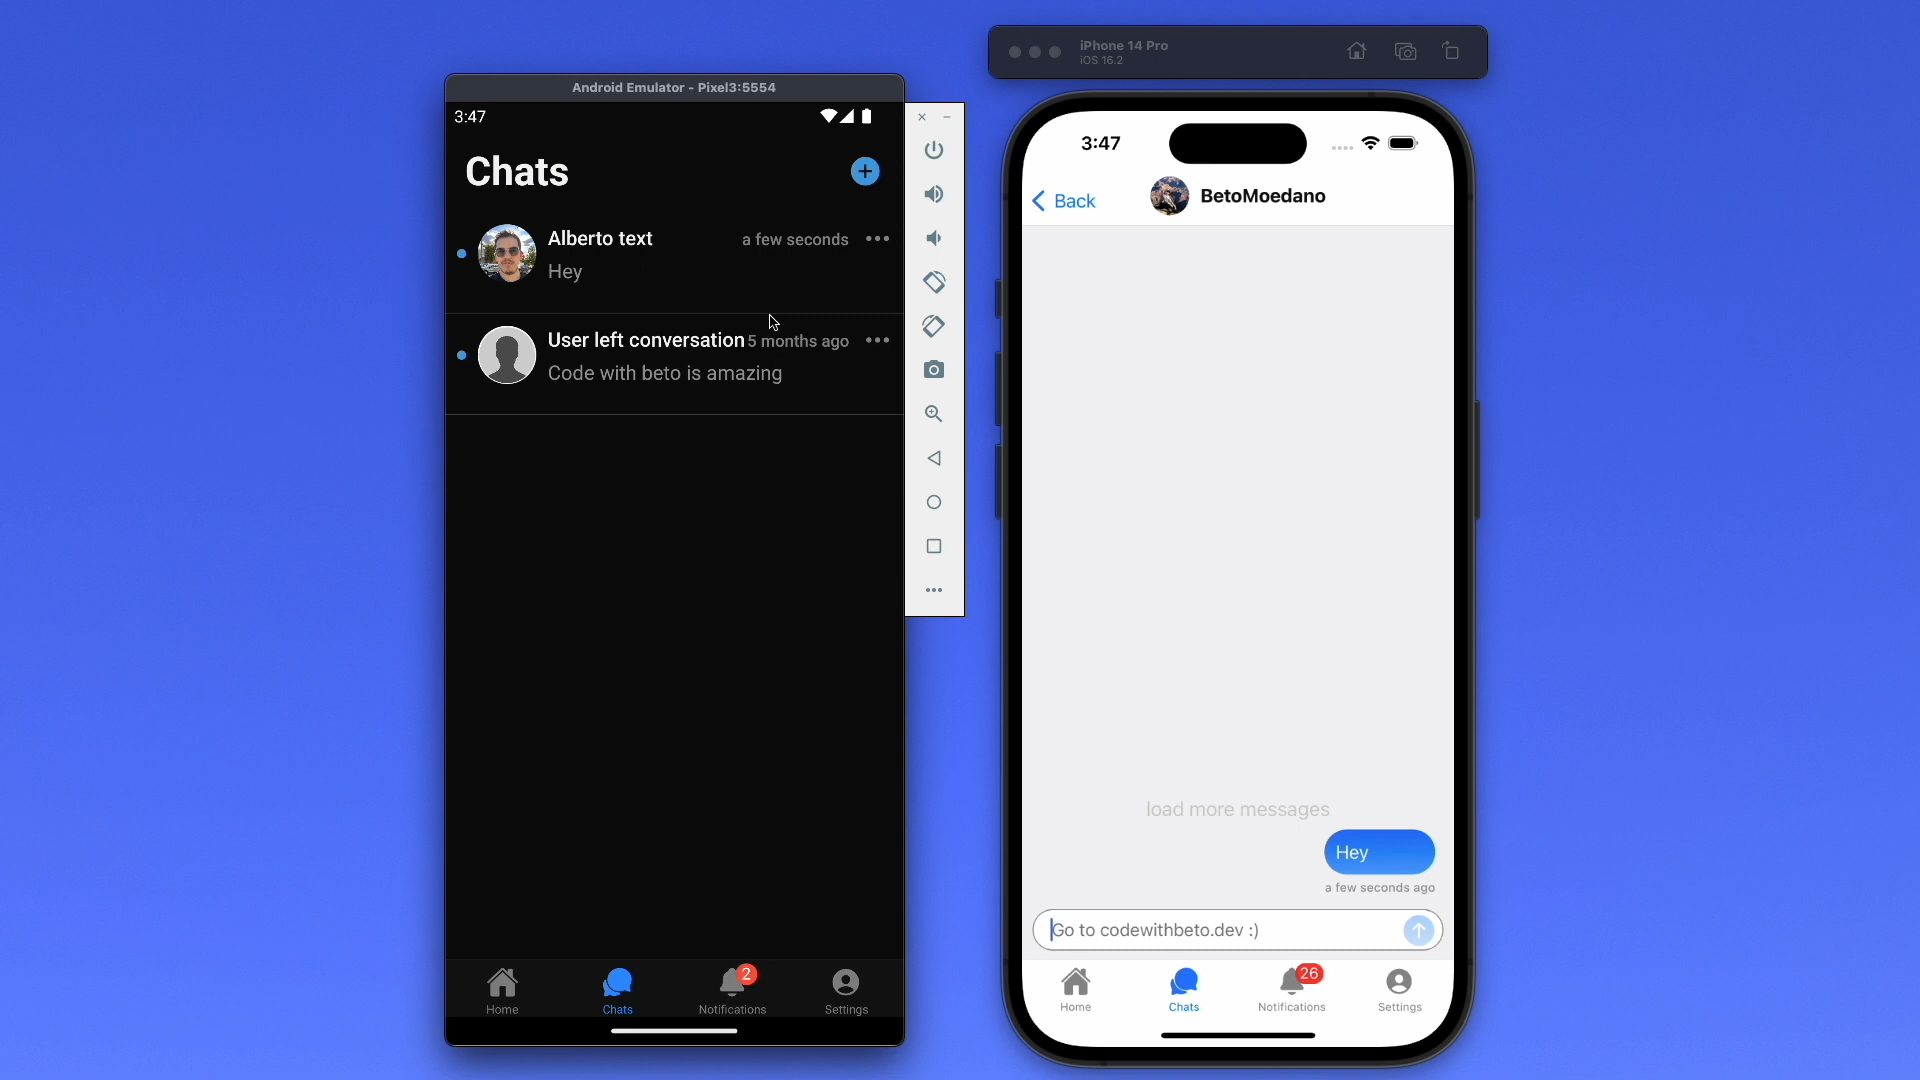 Android Emulator - Pixel3:5554
3:47
Chats
Alberto text
a few seconds
Hey
User left conversation
5 months ago
Code with beto is amazing
2
Home
Chats
Notifications
Settings
iPhone 14 Pro
iOS 16.2
3:47
Back
BetoMoedano
load more messages
Hey
a few seconds ago
Go to codewithbeto.dev :)
26
Home
Chats
Notifications
Settings